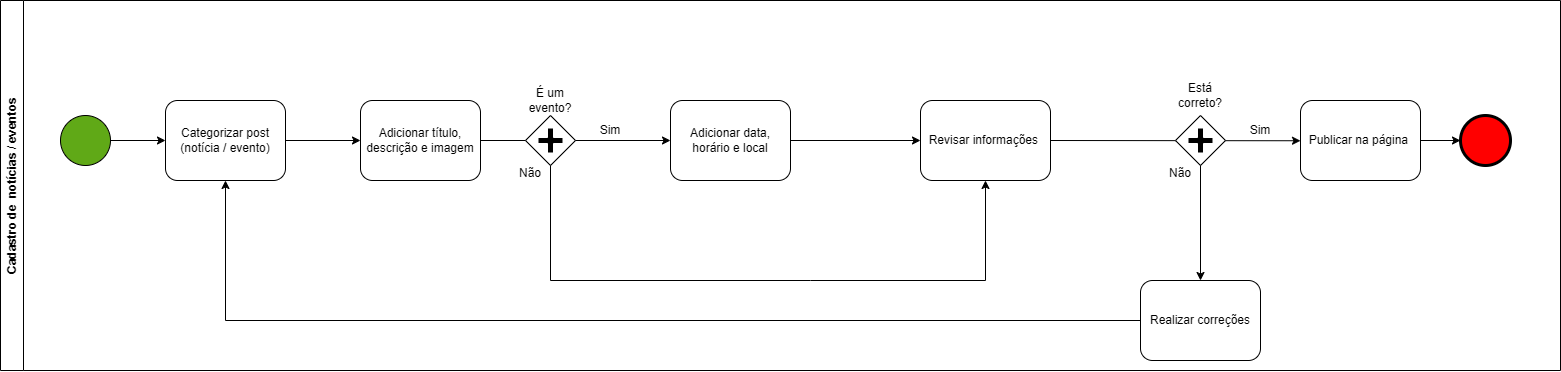 Cadastro de notícias / eventos
Categorizar post
(notícia / evento)
Adicionar título,
descrição e imagem
É um
evento?
Sim
Não
Adicionar data,
horário e local
Revisar informações
Está
correto?
Sim
Não
Publicar na página
Realizar correções